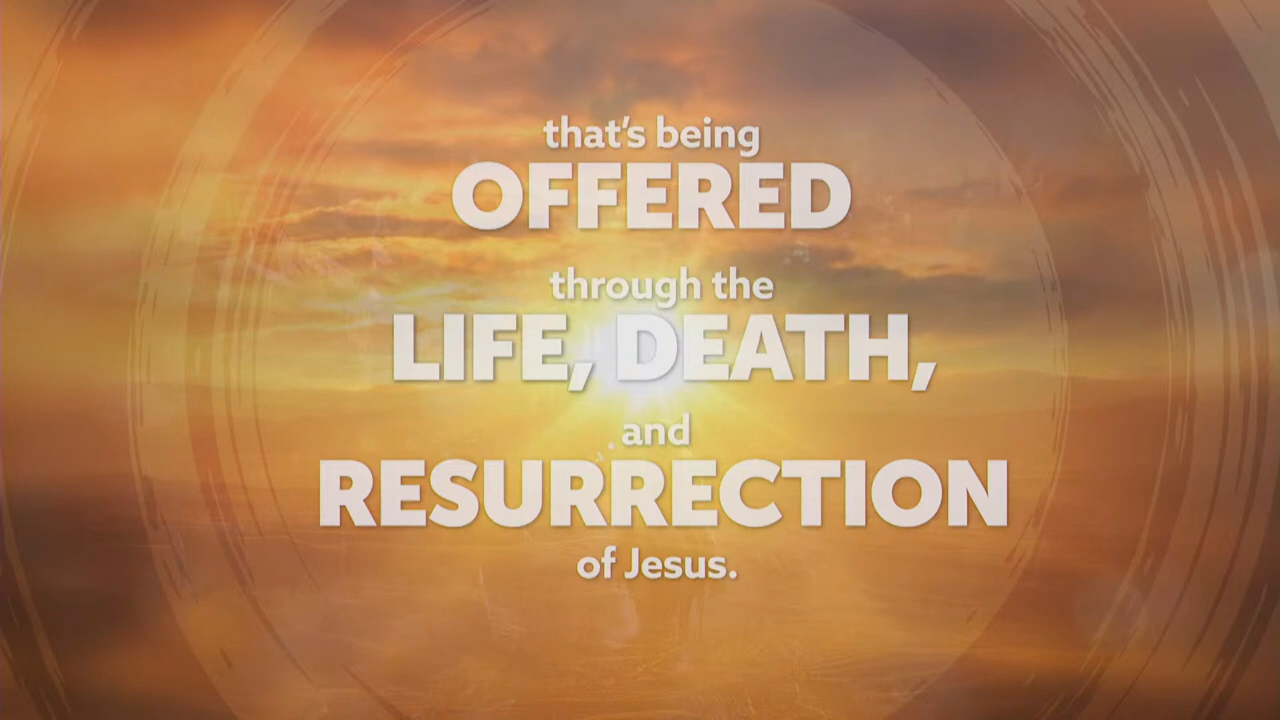 that's being
OFFERED
through the
LIFE, DEATH,
and
RESURRECTION
of Jesus.